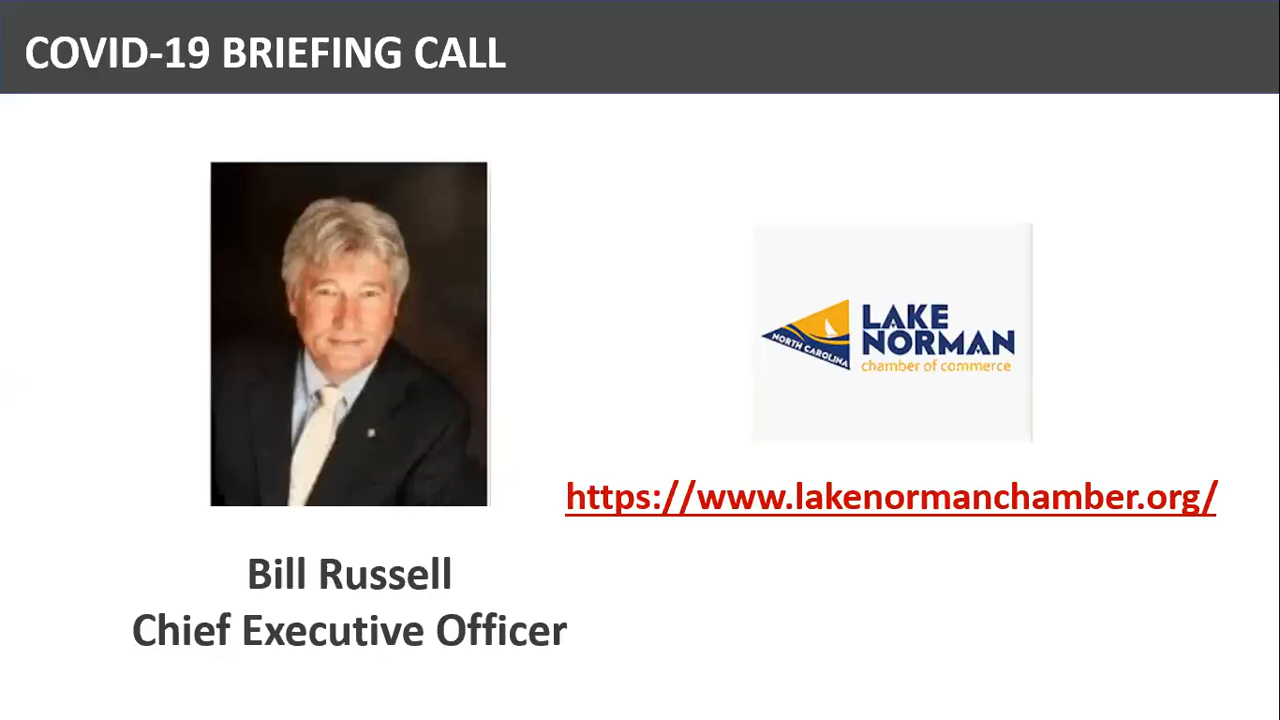 COVID-19 BRIEFING CALL
NORTH CAROLINA
LAKE
NORMAN
chamber of commerce
https://www.lakenormanchamber.org/
Bill Russell
Chief Executive Officer